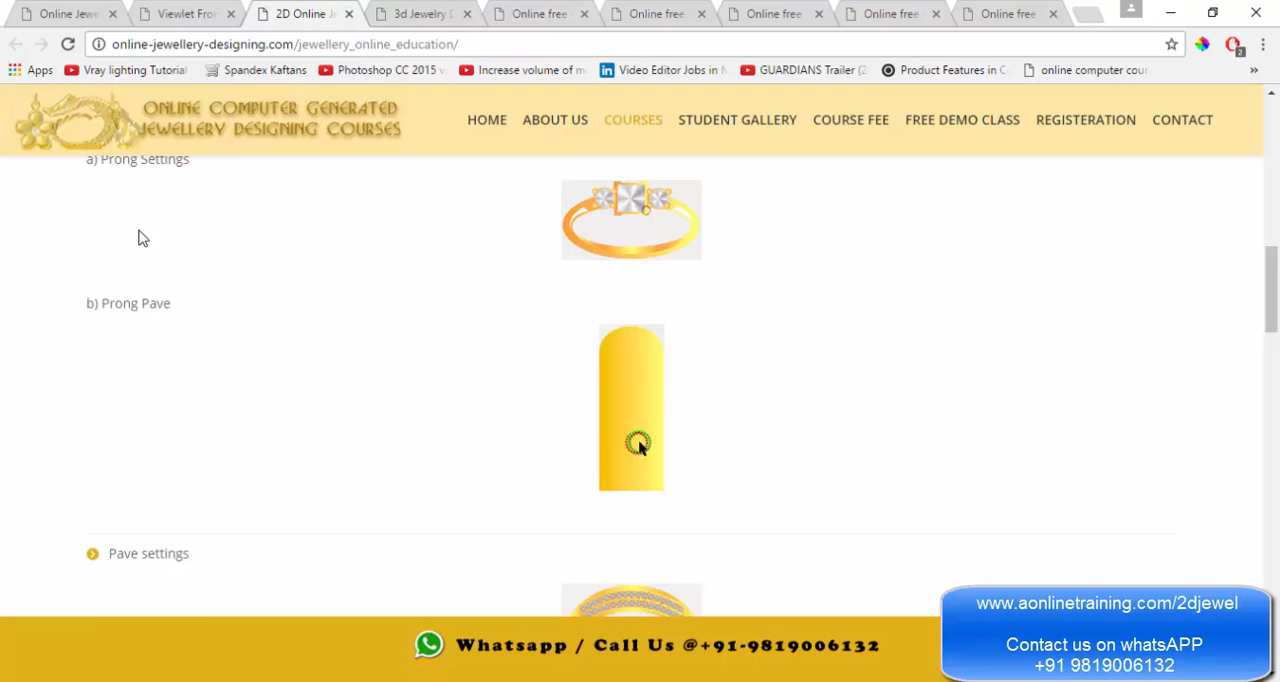 Online Jewe
Viewlet Fro
2D Online J
3d Jewelry D
Online free
Online free
Online free
Online free
Online free
online-jewellery-designing.com/jewellery_online_education/
2
Apps
Vray lighting Tutorial
Spandex Kaftans
Photoshop CC 2015 v
Increase volume of m
in
Video Editor Jobs in N
GUARDIANS Trailer (2
Product Features in C
online computer cour
»
ONLINE COMPUTER GENERATED
JEWELLERY DESIGNING COURSES
HOME
ABOUT US
COURSES
STUDENT GALLERY
COURSE FEE
FREE DEMO CLASS
REGISTERATION
CONTACT
a) Prong Settings
b) Prong Pave
Pave settings
Whatsapp / Call Us @+91-9819006132
www.aonlinetraining.com/2djewel
Contact us on whatsAPP
+91 9819006132